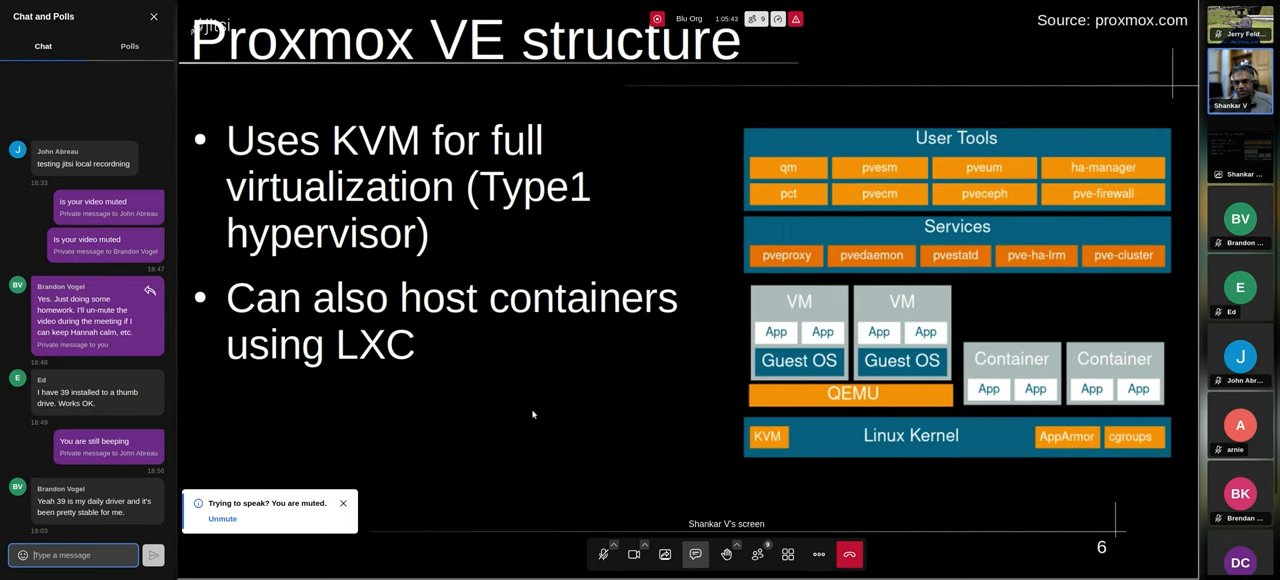 Chat and Polls
Chat
Polls
John Abreau
testing jitsi local recordning
18:33
is your video muted
Private message to John Abreau
Is your video muted
Private message to Brandon Vogel
18:47
BV
Brandon Vogel
Yes. Just doing some
homework. I'll un-mute the
video during the meeting if I
can keep Hannah calm, etc.
Private message to you
18:48
E
Ed
I have 39 installed to a thumb
drive. Works OK.
18:49
You are still beeping
Private message to John Abreau
18:56
BV
Brandon Vogel
Yeah 39 is my daily driver and it's
been pretty stable for me.
19:03
Type a message
jitsi
Blu Org
1:05:43
9
Source: proxmox.com
Proxmox VE structure
• Uses KVM for full
virtualization (Type1
hypervisor)
• Can also host containers
using LXC
User Tools
qm pvesm pveum ha-manager
pct pvecm pveceph pve-firewall
Services
pveproxy pvedaemon pvestatd pve-ha-lrm pve-cluster
VM VM
App App App App
Guest OS Guest OS
Container Container
App App App App
QEMU
KVM Linux Kernel AppArmor cgroups
Trying to speak? You are muted.
Unmute
Shankar V's screen
9
6
Jerry Feld...
Shankar V
Shankar ...
BV
Brandon ...
E
Ed
J
John Abr...
A
arnie
BK
Brendan ...
DC